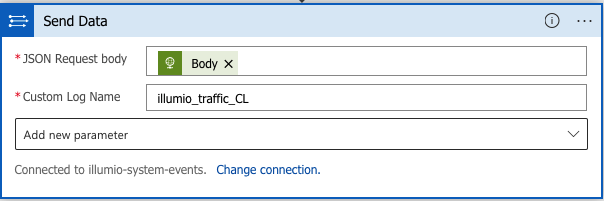 Send Data
*JSON Request body
Body
*Custom Log Name
illumio_traffic_CL
Add new parameter
Connected to illumio-system-events. Change connection.